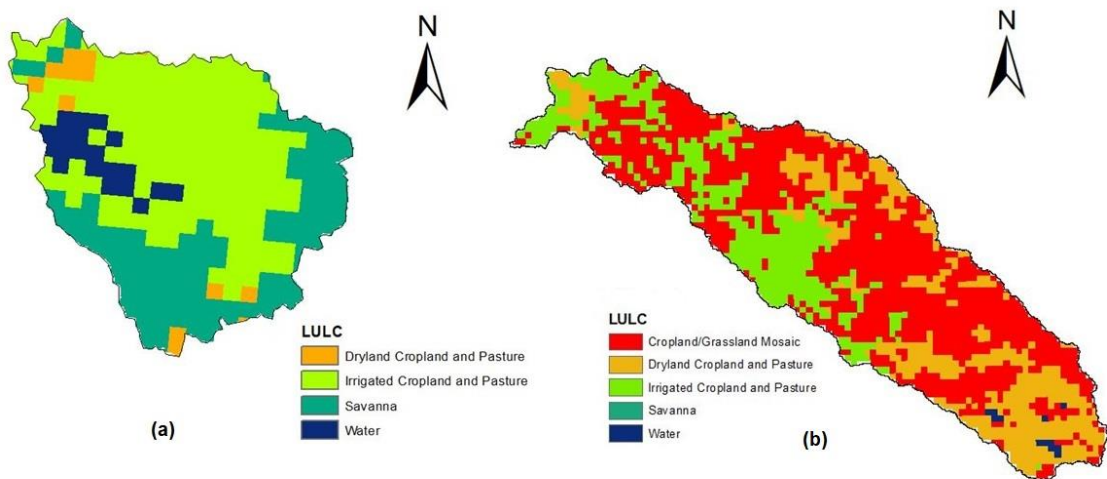 N
LULC
Dryland Cropland and Pasture
Irrigated Cropland and Pasture
Savanna
Water
(a)
N
LULC
Cropland/Grassland Mosaic
Dryland Cropland and Pasture
Irrigated Cropland and Pasture
Savanna
Water
(b)